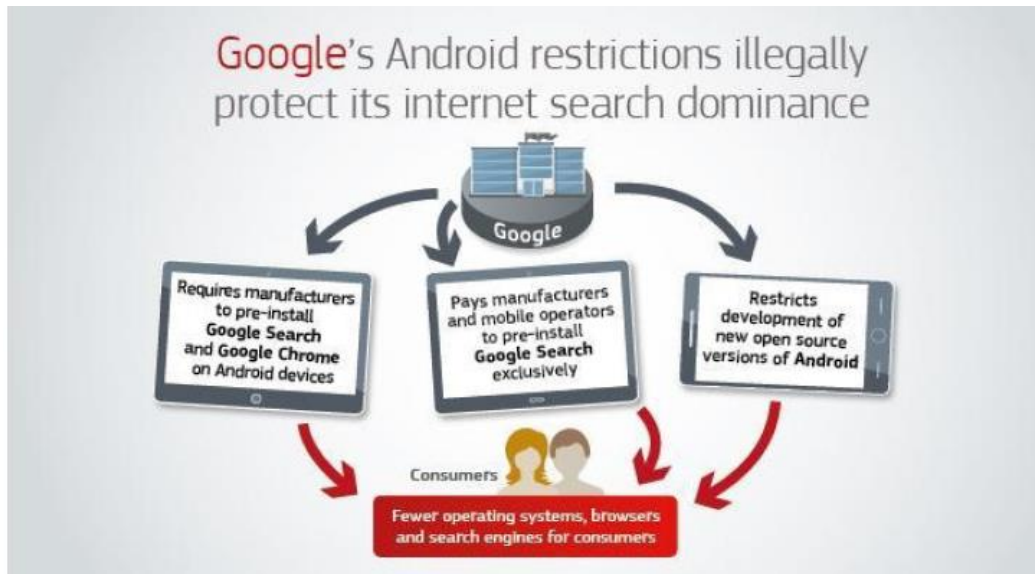 Google's Android restrictions illegally
protect its internet search dominance
Google
Requires manufacturers
to pre-install
Google Search
and Google Chrome
on Android devices
Pays manufacturers
and mobile operators
to pre-install
Google Search
exclusively
Restricts
development of
new open source
versions of Android
Consumers
Fewer operating systems, browsers
and search engines for consumers